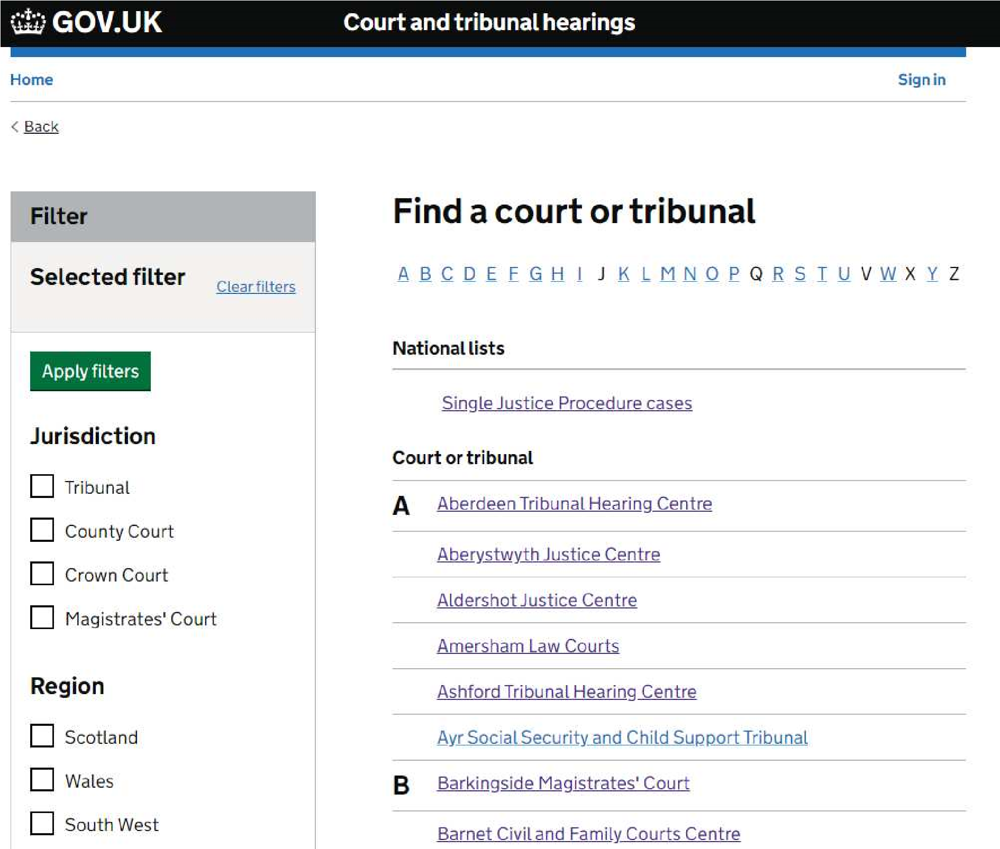 GOV.UK
Court and tribunal hearings
Home
Sign in
< Back
Filter
Selected filter
Clear filters
Apply filters
Jurisdiction
Tribunal
County Court
Crown Court
Magistrates' Court
Region
Scotland
Wales
South West
Find a court or tribunal
A B C D E F G H I J K L M N O P Q R S T U V W X Y Z
National lists
Single Justice Procedure cases
Court or tribunal
A Aberdeen Tribunal Hearing Centre
Aberystwyth Justice Centre
Aldershot Justice Centre
Amersham Law Courts
Ashford Tribunal Hearing Centre
Ayr Social Security and Child Support Tribunal
B Barkingside Magistrates' Court
Barnet Civil and Family Courts Centre